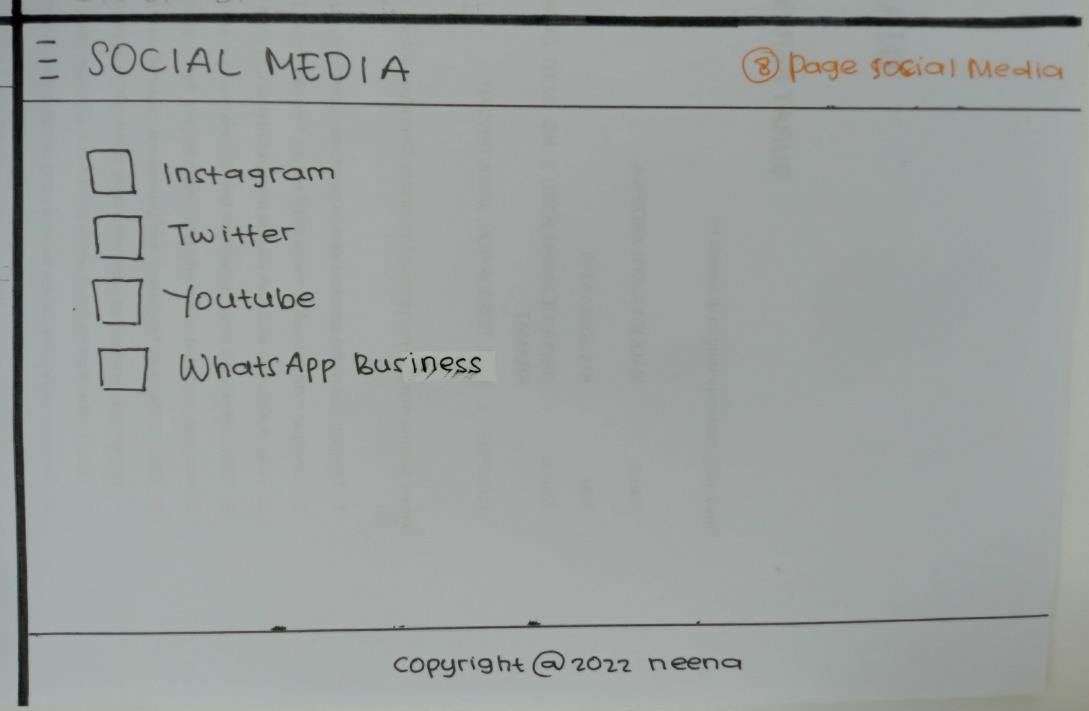 SOCIAL MEDIA
8 page social Media
Instagram
Twitter
Youtube
WhatsApp Business
copyright @ 2022 neena